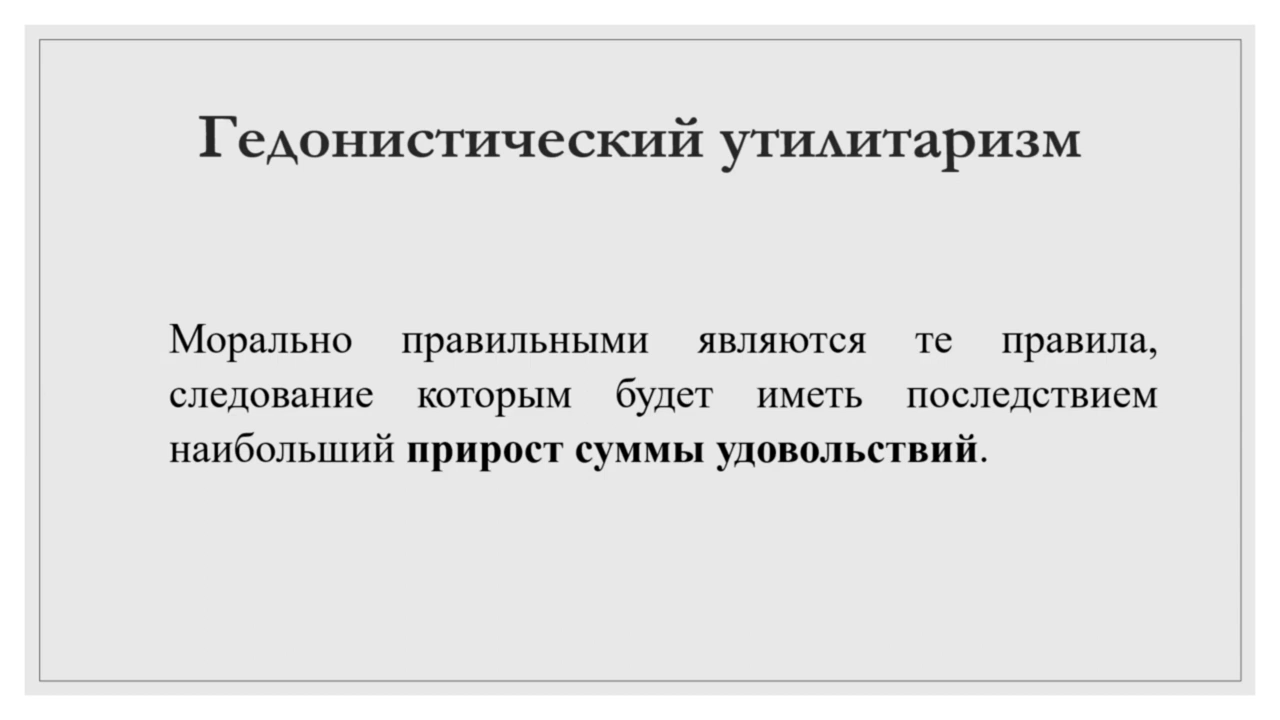 Гедонистический утилитаризм
Морально правильными являются те правила,
следование которым будет иметь последствием
наибольший прирост суммы удовольствий.